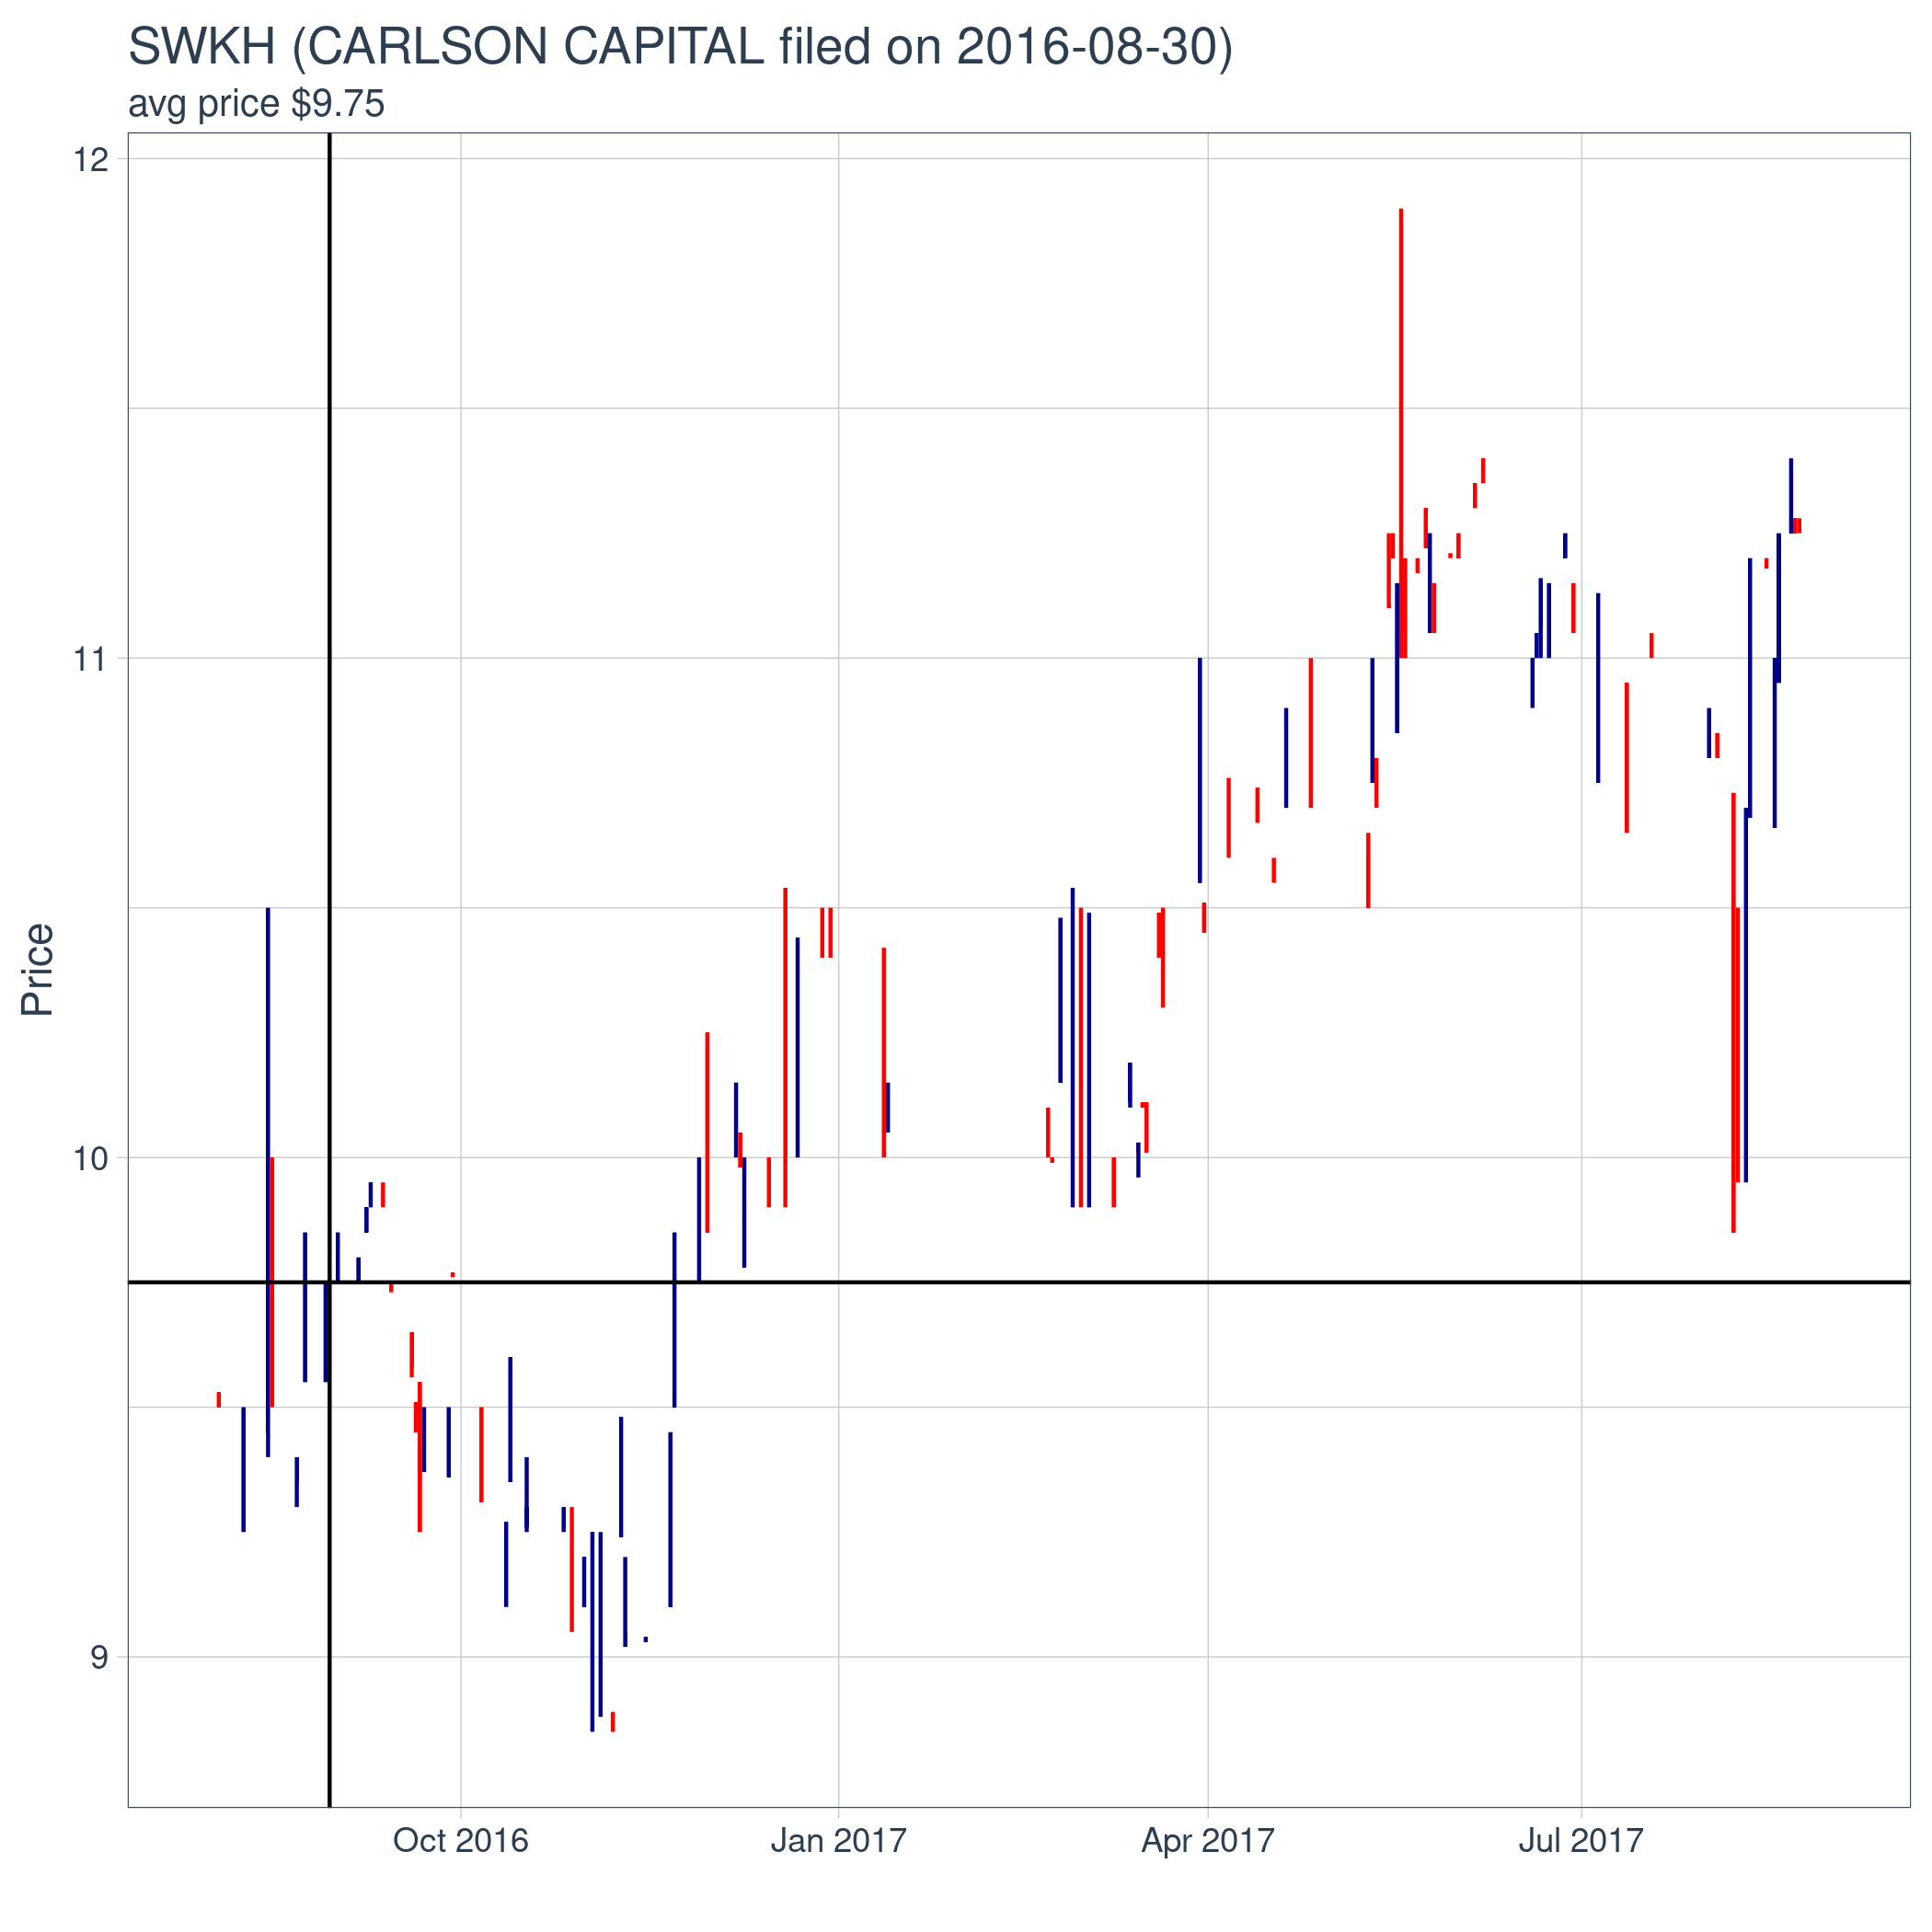 SWKH (CARLSON CAPITAL filed on 2016-08-30)
avg price $9.75
12
11
10
9
Price
Oct 2016
Jan 2017
Apr 2017
Jul 2017